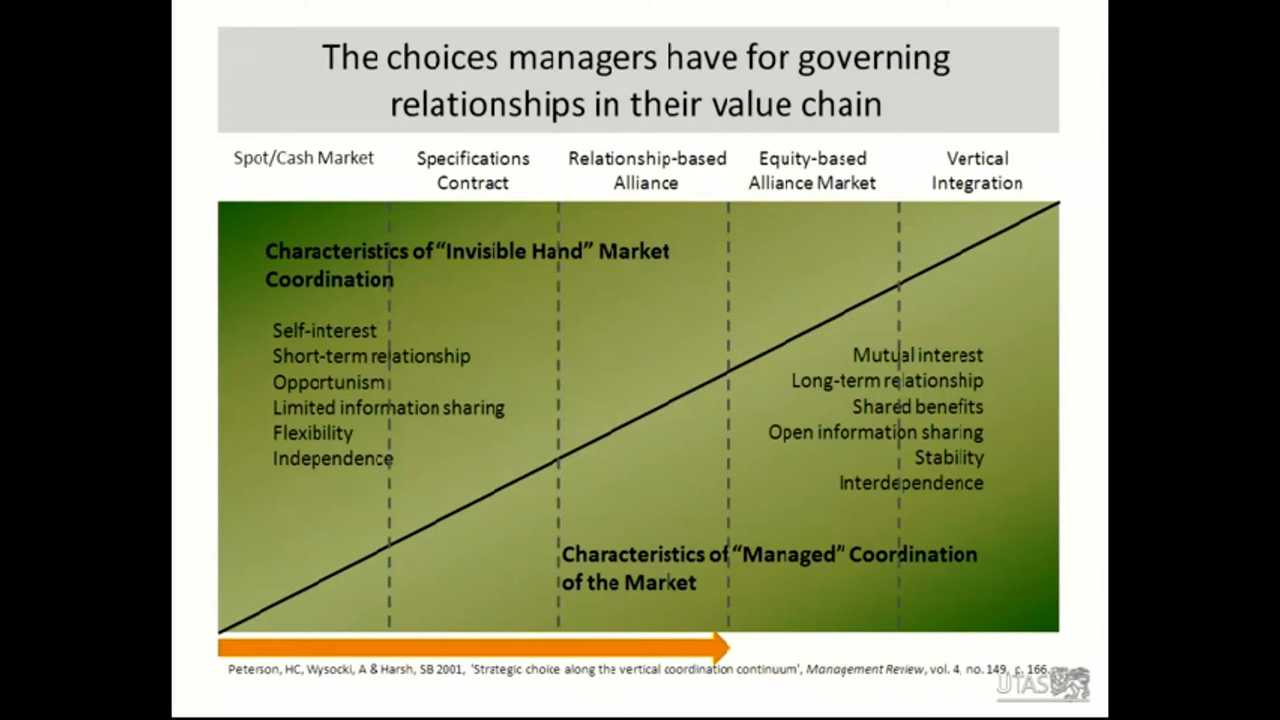 The choices managers have for governing
relationships in their value chain
Spot/Cash Market
Specifications
Contract
Relationship-based
Alliance
Equity-based
Alliance Market
Vertical
Integration
Characteristics of “Invisible Hand” Market
Coordination
Self-interest
Short-term relationship
Opportunism
Limited information sharing
Flexibility
Independence
Mutual interest
Long-term relationship
Shared benefits
Open information sharing
Stability
Interdependence
Characteristics of “Managed” Coordination
of the Market
Peterson, HC, Wysocki, A & Harsh, SB 2001, 'Strategic choice along the vertical coordination continuum', Management Review, vol. 4, no. 149, p. 166.
UTAS